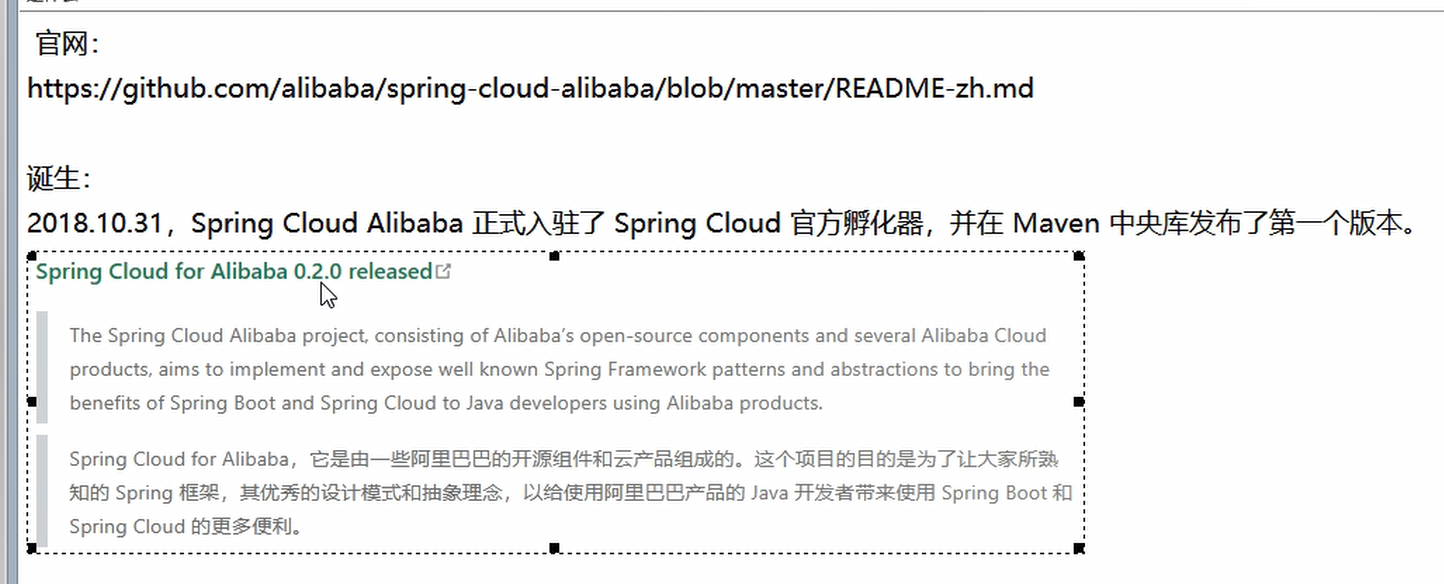 官网：
https://github.com/alibaba/spring-cloud-alibaba/blob/master/README-zh.md
诞生：
2018.10.31，Spring Cloud Alibaba 正式入驻了 Spring Cloud 官方孵化器，并在 Maven 中央库发布了第一个版本。
Spring Cloud for Alibaba 0.2.0 released
The Spring Cloud Alibaba project, consisting of Alibaba’s open-source components and several Alibaba Cloud
products, aims to implement and expose well known Spring Framework patterns and abstractions to bring the
benefits of Spring Boot and Spring Cloud to Java developers using Alibaba products.
Spring Cloud for Alibaba，它是由一些阿里巴巴的开源组件和云产品组成的。这个项目的目的是为了让大家所熟
知的 Spring 框架，其优秀的设计模式和抽象理念，以给使用阿里巴巴产品的 Java 开发者带来使用 Spring Boot 和
Spring Cloud 的更多便利。